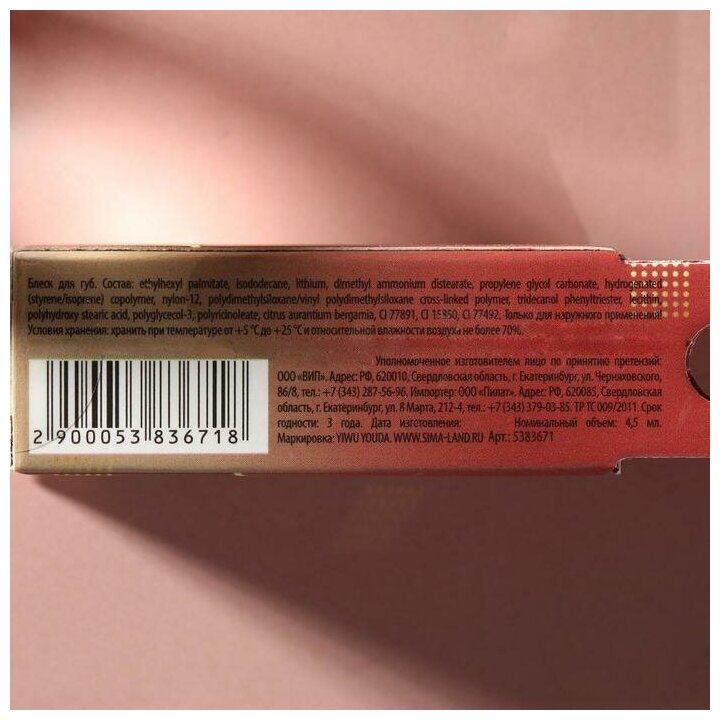 Блеск для губ. Состав: ethylhexyl palmitate, isododecane, lithium, dimethyl ammonium distearate, propylene glycol carbonate, hydrogenated
(styrene/isoprene) copolymer, nylon-12, polydimethylsiloxane/vinyl polydimethylsiloxane cross-linked polymer, tridecanol phenyltriester, lecithin,
polyhydroxy stearic acid, polyglycecol-3, polyricinoleate, citrus aurantium bergamia, CI 77891, CI 15850, CI 77492. Только для наружного применения!
Условия хранения: хранить при температуре от +5 °C до +25 °C и относительной влажности воздуха не более 70%.
Уполномоченное изготовителем лицо по принятию претензий:
ООО «ВИП». Адрес: РФ, 620010, Свердловская область, г. Екатеринбург, ул. Черняховского,
86/8, тел.: +7 (343) 287-56-96. Импортер: ООО «Пилат». Адрес: РФ, 620085, Свердловская
область, г. Екатеринбург, ул. 8 Марта, 212-4, тел.: +7 (343) 379-03-85. ТР ТС 009/2011. Срок
годности: 3 года. Дата изготовления: Номинальный объем: 4,5 мл.
Маркировка: YIWU YOUDA. WWW.SIMA-LAND.RU Арт.: 5383671
2 900053 836718